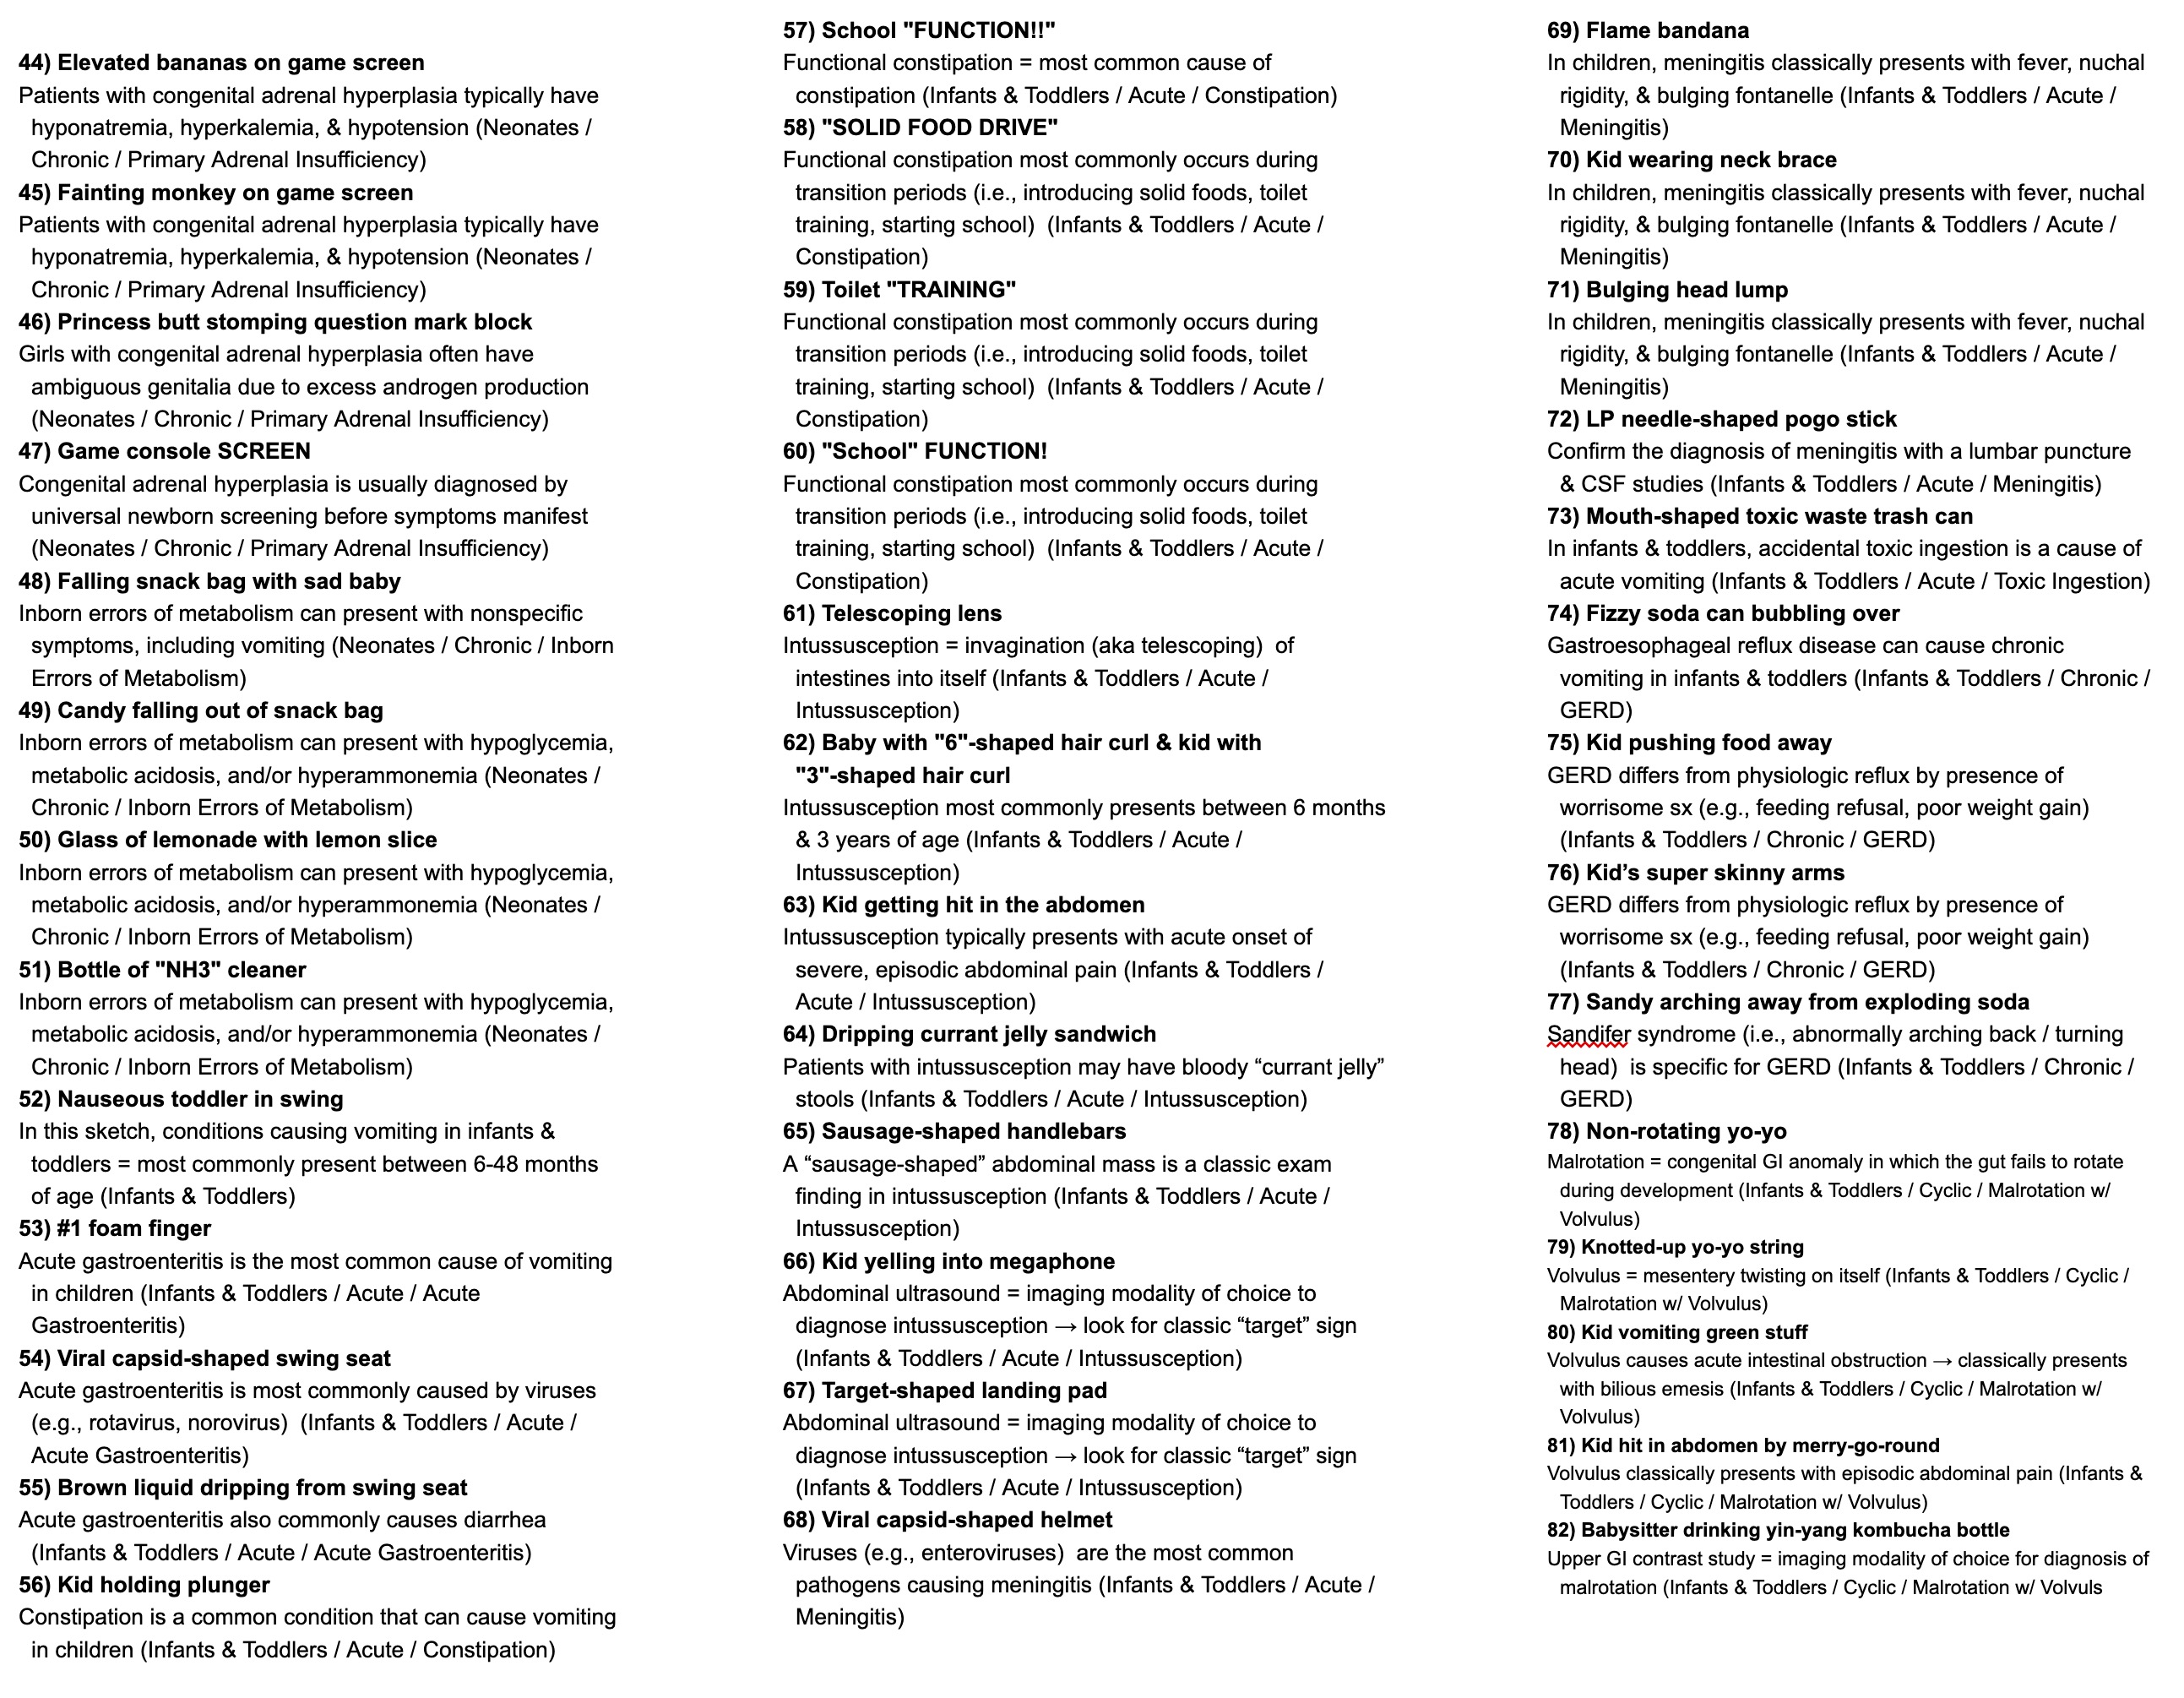 44) Elevated bananas on game screen
Patients with congenital adrenal hyperplasia typically have
hyponatremia, hyperkalemia, & hypotension (Neonates /
Chronic / Primary Adrenal Insufficiency)
45) Fainting monkey on game screen
Patients with congenital adrenal hyperplasia typically have
hyponatremia, hyperkalemia, & hypotension (Neonates /
Chronic / Primary Adrenal Insufficiency)
46) Princess butt stomping question mark block
Girls with congenital adrenal hyperplasia often have
ambiguous genitalia due to excess androgen production
(Neonates / Chronic / Primary Adrenal Insufficiency)
47) Game console SCREEN
Congenital adrenal hyperplasia is usually diagnosed by
universal newborn screening before symptoms manifest
(Neonates / Chronic / Primary Adrenal Insufficiency)
48) Falling snack bag with sad baby
Inborn errors of metabolism can present with nonspecific
symptoms, including vomiting (Neonates / Chronic / Inborn
Errors of Metabolism)
49) Candy falling out of snack bag
Inborn errors of metabolism can present with hypoglycemia,
metabolic acidosis, and/or hyperammonemia (Neonates /
Chronic / Inborn Errors of Metabolism)
50) Glass of lemonade with lemon slice
Inborn errors of metabolism can present with hypoglycemia,
metabolic acidosis, and/or hyperammonemia (Neonates /
Chronic / Inborn Errors of Metabolism)
51) Bottle of "NH3" cleaner
Inborn errors of metabolism can present with hypoglycemia,
metabolic acidosis, and/or hyperammonemia (Neonates /
Chronic / Inborn Errors of Metabolism)
52) Nauseous toddler in swing
In this sketch, conditions causing vomiting in infants &
toddlers = most commonly present between 6-48 months
of age (Infants & Toddlers)
53) #1 foam finger
Acute gastroenteritis is the most common cause of vomiting
in children (Infants & Toddlers / Acute / Acute
Gastroenteritis)
54) Viral capsid-shaped swing seat
Acute gastroenteritis is most commonly caused by viruses
(e.g., rotavirus, norovirus)  (Infants & Toddlers / Acute /
Acute Gastroenteritis)
55) Brown liquid dripping from swing seat
Acute gastroenteritis also commonly causes diarrhea
(Infants & Toddlers / Acute / Acute Gastroenteritis)
56) Kid holding plunger
Constipation is a common condition that can cause vomiting
in children (Infants & Toddlers / Acute / Constipation)
57) School "FUNCTION!!"
Functional constipation = most common cause of
constipation (Infants & Toddlers / Acute / Constipation)
58) "SOLID FOOD DRIVE"
Functional constipation most commonly occurs during
transition periods (i.e., introducing solid foods, toilet
training, starting school)  (Infants & Toddlers / Acute /
Constipation)
59) Toilet "TRAINING"
Functional constipation most commonly occurs during
transition periods (i.e., introducing solid foods, toilet
training, starting school)  (Infants & Toddlers / Acute /
Constipation)
60) "School" FUNCTION!
Functional constipation most commonly occurs during
transition periods (i.e., introducing solid foods, toilet
training, starting school)  (Infants & Toddlers / Acute /
Constipation)
61) Telescoping lens
Intussusception = invagination (aka telescoping)  of
intestines into itself (Infants & Toddlers / Acute /
Intussusception)
62) Baby with "6"-shaped hair curl & kid with
"3"-shaped hair curl
Intussusception most commonly presents between 6 months
& 3 years of age (Infants & Toddlers / Acute /
Intussusception)
63) Kid getting hit in the abdomen
Intussusception typically presents with acute onset of
severe, episodic abdominal pain (Infants & Toddlers /
Acute / Intussusception)
64) Dripping currant jelly sandwich
Patients with intussusception may have bloody “currant jelly”
stools (Infants & Toddlers / Acute / Intussusception)
65) Sausage-shaped handlebars
A “sausage-shaped” abdominal mass is a classic exam
finding in intussusception (Infants & Toddlers / Acute /
Intussusception)
66) Kid yelling into megaphone
Abdominal ultrasound = imaging modality of choice to
diagnose intussusception → look for classic “target” sign
(Infants & Toddlers / Acute / Intussusception)
67) Target-shaped landing pad
Abdominal ultrasound = imaging modality of choice to
diagnose intussusception → look for classic “target” sign
(Infants & Toddlers / Acute / Intussusception)
68) Viral capsid-shaped helmet
Viruses (e.g., enteroviruses)  are the most common
pathogens causing meningitis (Infants & Toddlers / Acute /
Meningitis)
69) Flame bandana
In children, meningitis classically presents with fever, nuchal
rigidity, & bulging fontanelle (Infants & Toddlers / Acute /
Meningitis)
70) Kid wearing neck brace
In children, meningitis classically presents with fever, nuchal
rigidity, & bulging fontanelle (Infants & Toddlers / Acute /
Meningitis)
71) Bulging head lump
In children, meningitis classically presents with fever, nuchal
rigidity, & bulging fontanelle (Infants & Toddlers / Acute /
Meningitis)
72) LP needle-shaped pogo stick
Confirm the diagnosis of meningitis with a lumbar puncture
& CSF studies (Infants & Toddlers / Acute / Meningitis)
73) Mouth-shaped toxic waste trash can
In infants & toddlers, accidental toxic ingestion is a cause of
acute vomiting (Infants & Toddlers / Acute / Toxic Ingestion)
74) Fizzy soda can bubbling over
Gastroesophageal reflux disease can cause chronic
vomiting in infants & toddlers (Infants & Toddlers / Chronic /
GERD)
75) Kid pushing food away
GERD differs from physiologic reflux by presence of
worrisome sx (e.g., feeding refusal, poor weight gain)
(Infants & Toddlers / Chronic / GERD)
76) Kid’s super skinny arms
GERD differs from physiologic reflux by presence of
worrisome sx (e.g., feeding refusal, poor weight gain)
(Infants & Toddlers / Chronic / GERD)
77) Sandy arching away from exploding soda
Sandifer syndrome (i.e., abnormally arching back / turning
head)  is specific for GERD (Infants & Toddlers / Chronic /
GERD)
78) Non-rotating yo-yo
Malrotation = congenital GI anomaly in which the gut fails to rotate
during development (Infants & Toddlers / Cyclic / Malrotation w/
Volvulus)
79) Knotted-up yo-yo string
Volvulus = mesentery twisting on itself (Infants & Toddlers / Cyclic /
Malrotation w/ Volvulus)
80) Kid vomiting green stuff
Volvulus causes acute intestinal obstruction → classically presents
with bilious emesis (Infants & Toddlers / Cyclic / Malrotation w/
Volvulus)
81) Kid hit in abdomen by merry-go-round
Volvulus classically presents with episodic abdominal pain (Infants &
Toddlers / Cyclic / Malrotation w/ Volvulus)
82) Babysitter drinking yin-yang kombucha bottle
Upper GI contrast study = imaging modality of choice for diagnosis of
malrotation (Infants & Toddlers / Cyclic / Malrotation w/ Volvuls